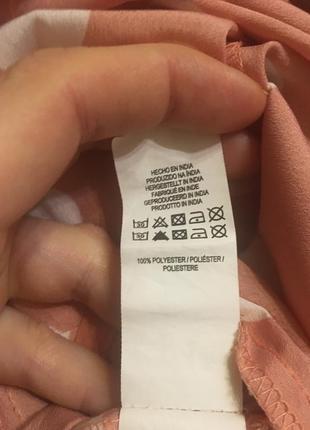 HECHO EN INDIA
PRODUZIDO NA ÍNDIA
HERGESTELLT IN INDIA
FABRIQUÉ EN INDE
GEPRODUCEERD IN INDIA
PRODOTTO IN INDIA
100% POLYESTER / POLIÉSTER /
POLIESTERE